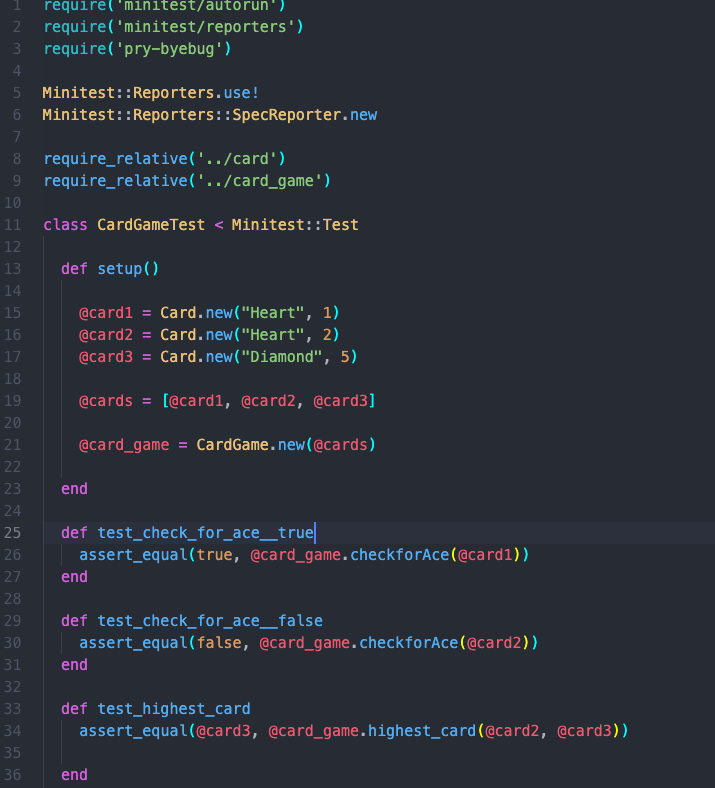 1 require('minitest/autorun')
2 require('minitest/reporters')
3 require('pry-byebug')
4
5 Minitest::Reporters.use!
6 Minitest::Reporters::SpecReporter.new
7
8 require_relative('../card')
9 require_relative('../card_game')
10
11 class CardGameTest < Minitest::Test
12
13 def setup()
14
15 @card1 = Card.new("Heart", 1)
16 @card2 = Card.new("Heart", 2)
17 @card3 = Card.new("Diamond", 5)
18
19 @cards = [@card1, @card2, @card3]
20
21 @card_game = CardGame.new(@cards)
22
23 end
24
25 def test_check_for_ace__true
26 assert_equal(true, @card_game.checkforAce(@card1))
27 end
28
29 def test_check_for_ace__false
30 assert_equal(false, @card_game.checkforAce(@card2))
31 end
32
33 def test_highest_card
34 assert_equal(@card3, @card_game.highest_card(@card2, @card3))
35
36 end